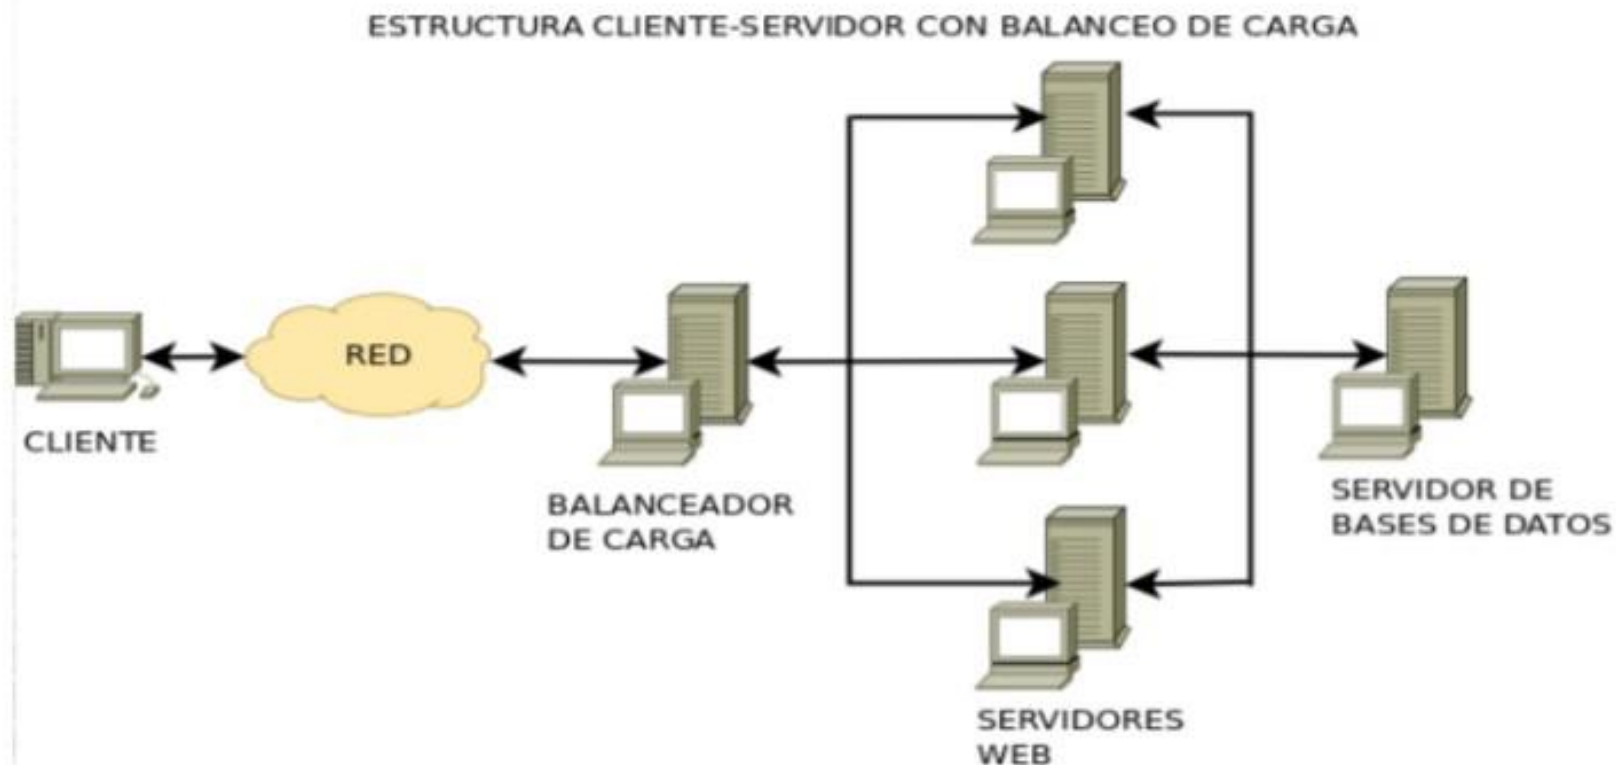 ESTRUCTURA CLIENTE-SERVIDOR CON BALANCEO DE CARGA
RED
CLIENTE
BALANCEADOR
DE CARGA
SERVIDOR DE
BASES DE DATOS
SERVIDORES
WEB